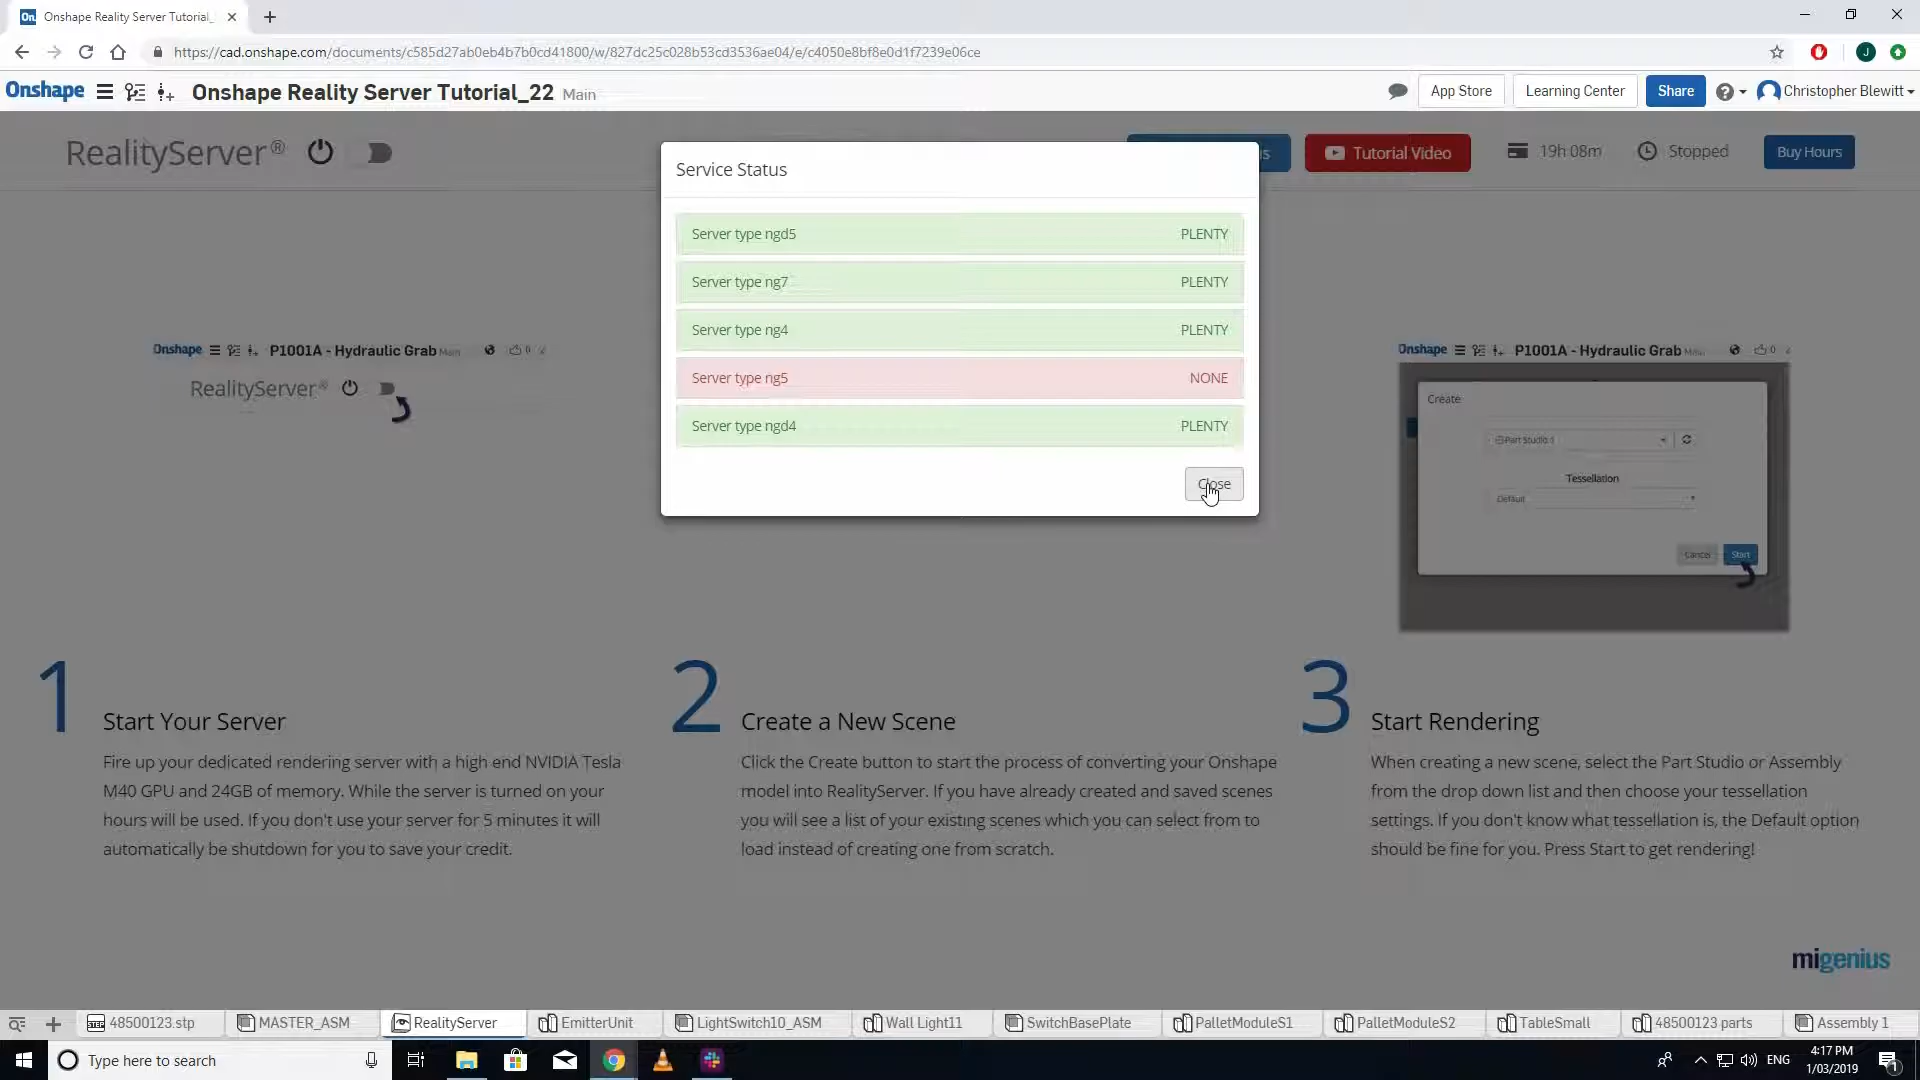 Onshape Reality Server Tutorial_
https://cad.onshape.com/documents/c585d27ab0eb4b7b0cd41800/w/827dc25c028b53cd3536ae04/e/c4050e8bf8e0d1f7239e06ce
J
Onshape Onshape Reality Server Tutorial_22 Main App Store Learning Center Share Christopher Blewitt
RealityServer® Tutorial Video 19h 08m Stopped Buy Hours
Service Status
Server type ngd5 PLENTY
Server type ng7 PLENTY
Server type ng4 PLENTY
Server type ng5 NONE
Server type ngd4 PLENTY
Close
Onshape P1001A - Hydraulic Grab Main 0
RealityServer®
Onshape P1001A - Hydraulic Grab Main 0
Create
Part Studio 1
Tessellation
Default
Cancel Start
1 Start Your Server
Fire up your dedicated rendering server with a high end NVIDIA Tesla
M40 GPU and 24GB of memory. While the server is turned on your
hours will be used. If you don't use your server for 5 minutes it will
automatically be shutdown for you to save your credit.
2 Create a New Scene
Click the Create button to start the process of converting your Onshape
model into RealityServer. If you have already created and saved scenes
you will see a list of your existing scenes which you can select from to
load instead of creating one from scratch.
3 Start Rendering
When creating a new scene, select the Part Studio or Assembly
from the drop down list and then choose your tessellation
settings. If you don't know what tessellation is, the Default option
should be fine for you. Press Start to get rendering!
migenius
48500123.stp MASTER_ASM RealityServer EmitterUnit LightSwitch10_ASM Wall Light11 SwitchBasePlate PalletModuleS1 PalletModuleS2 TableSmall 48500123 parts Assembly 1
Type here to search ENG 4:17 PM
1/03/2019 1